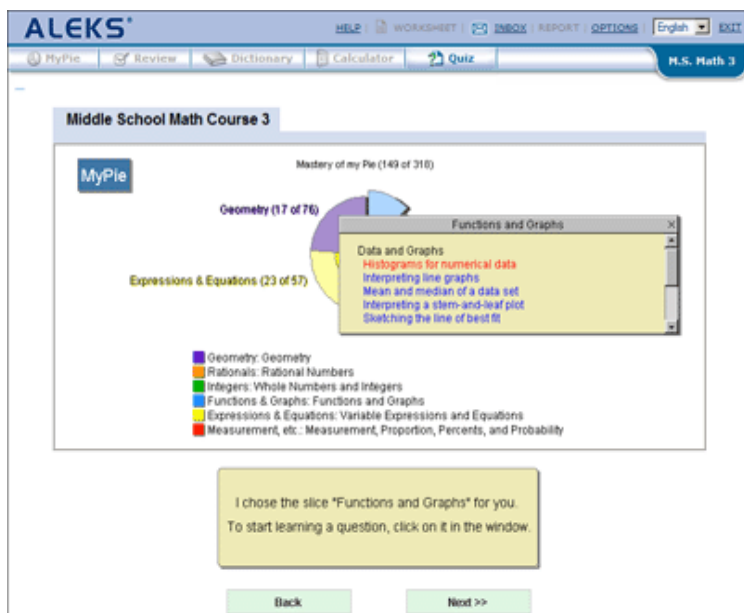 ALEKS®
HELP | WORKSHEET | INBOX | REPORT | OPTIONS | English EXIT
MyPie Review Dictionary Calculator Quiz M.S. Math 3
Middle School Math Course 3
MyPie
Mastery of my Pie (149 of 318)
Geometry (17 of 76)
Functions and Graphs X
Data and Graphs
Histograms for numerical data
Interpreting line graphs
Mean and median of a data set
Interpreting a stem-and-leaf plot
Sketching the line of best fit
Expressions & Equations (23 of 57)
Geometry: Geometry
Rationals: Rational Numbers
Integers: Whole Numbers and Integers
Functions & Graphs: Functions and Graphs
Expressions & Equations: Variable Expressions and Equations
Measurement, etc.: Measurement, Proportion, Percents, and Probability
I chose the slice "Functions and Graphs" for you.
To start learning a question, click on it in the window.
Back Next >>